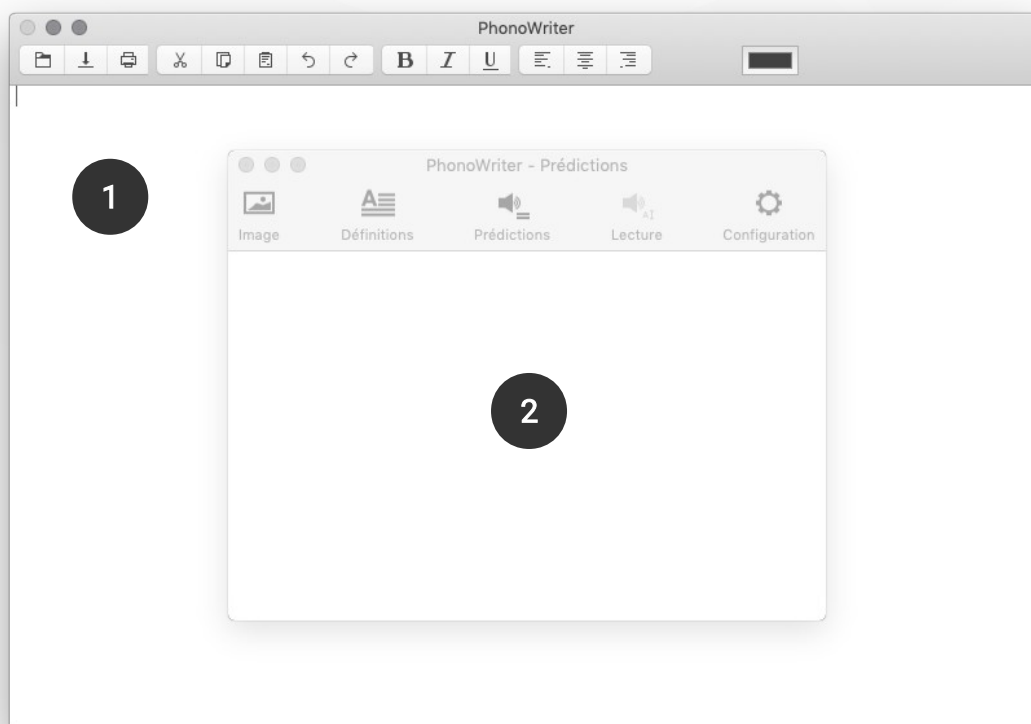 PhonoWriter
B I U
1
PhonoWriter - Prédictions
Image Définitions Prédictions Lecture Configuration
2